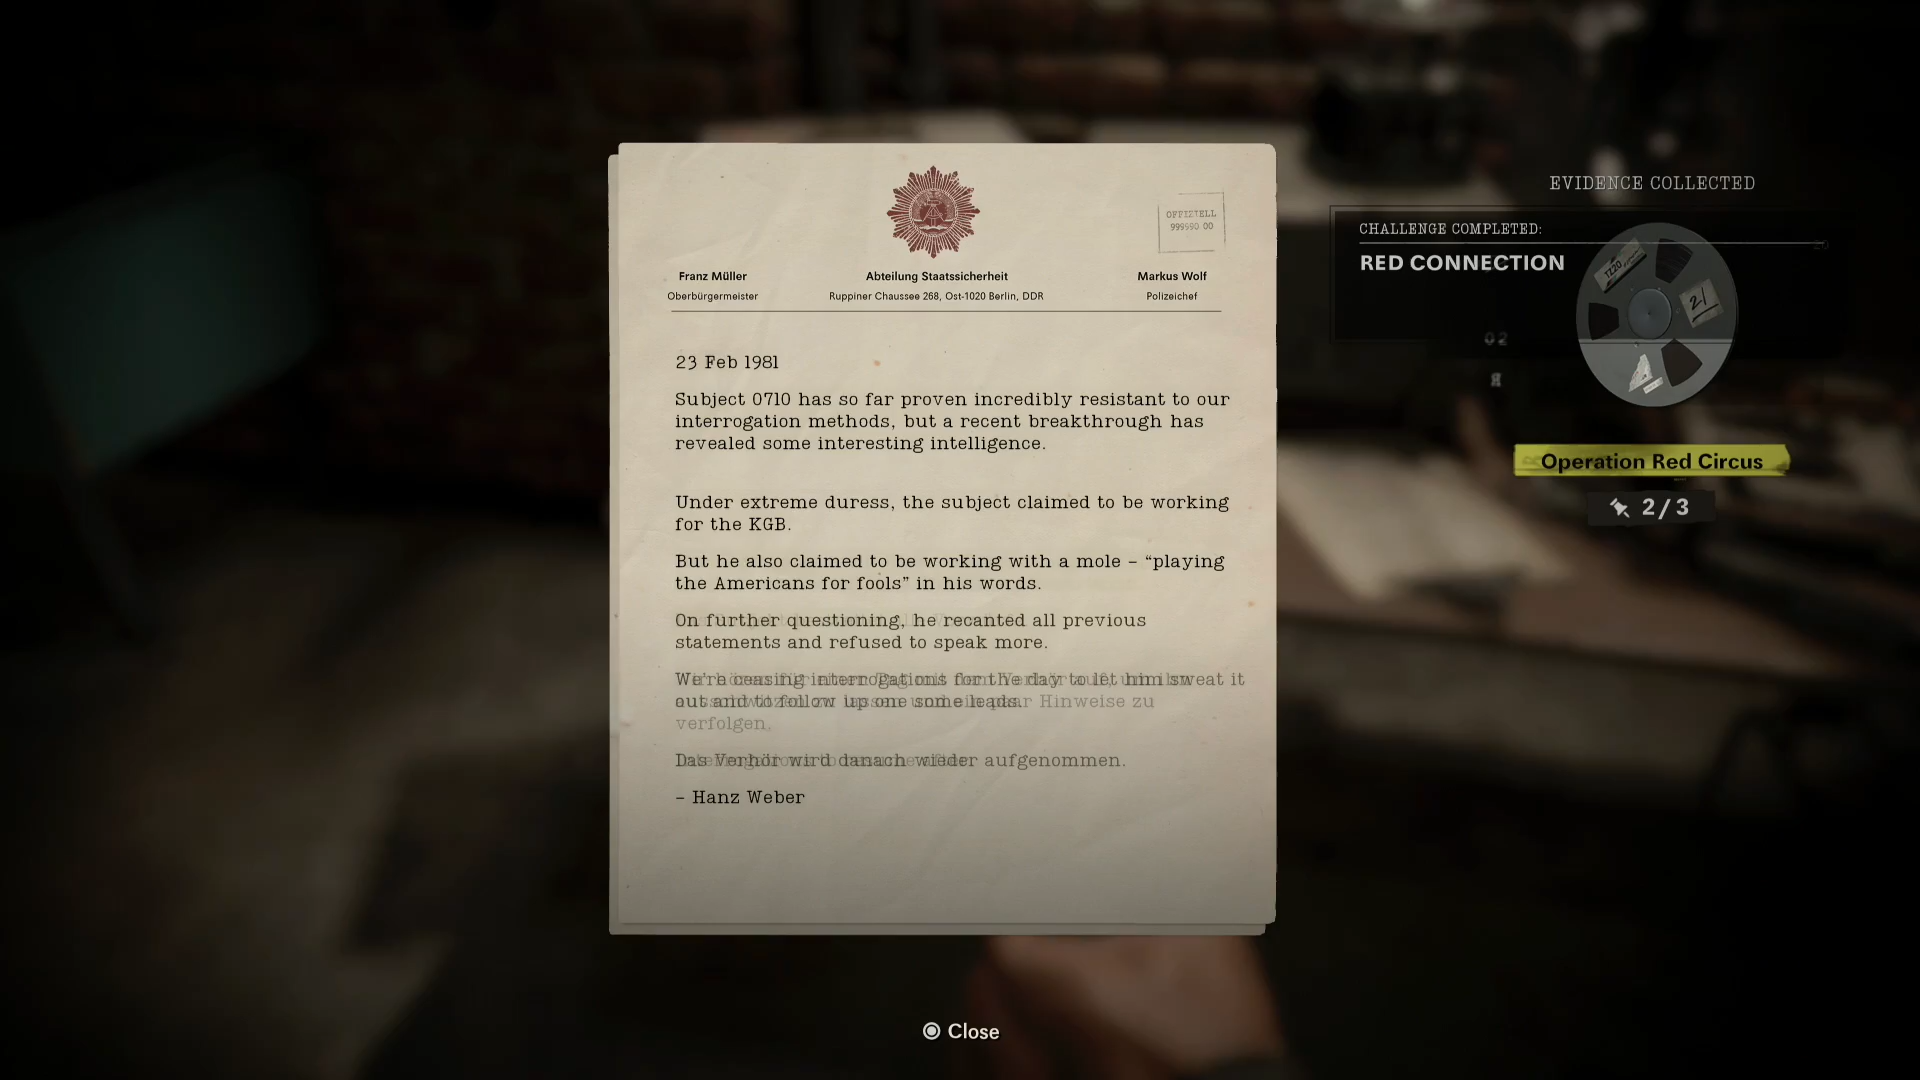 EVIDENCE COLLECTED
CHALLENGE COMPLETED:
RED CONNECTION
21
Operation Red Circus
2/3
OFFIZIELL
999990 00
Franz Müller
Oberbürgermeister
Abteilung Staatssicherheit
Ruppiner Chaussee 268, Ost-1020 Berlin, DDR
Markus Wolf
Polizeichef
23 Feb 1981
Subject 0710 has so far proven incredibly resistant to our
interrogation methods, but a recent breakthrough has
revealed some interesting intelligence.
Under extreme duress, the subject claimed to be working
for the KGB.
But he also claimed to be working with a mole – “playing
the Americans for fools” in his words.
On further questioning, he recanted all previous
statements and refused to speak more.
We're ceasing interrogations for the day to let him sweat it
out and to follow up one some leads.
Hinweise zu
verfolgen.
Das Verhör wird danach wieder aufgenommen.
– Hanz Weber
Close